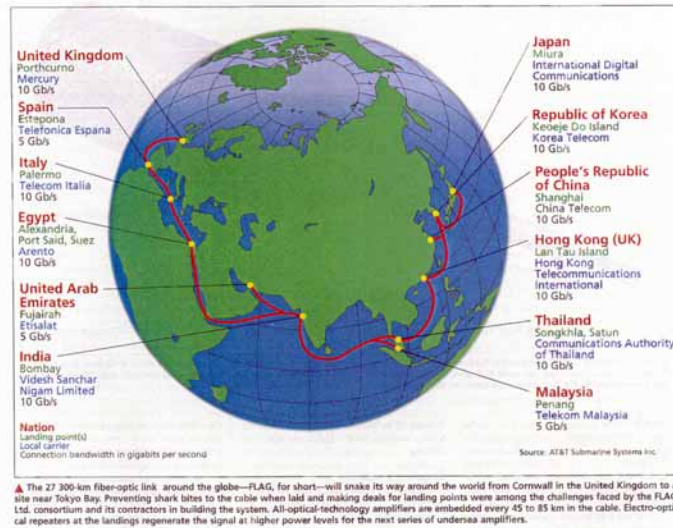 United Kingdom
Porthcurno
Mercury
10 Gb/s
Spain
Estepona
Telefonica Espana
5 Gb/s
Italy
Palermo
Telecom Italia
10 Gb/s
Egypt
Alexandria,
Port Said, Suez
Arento
10 Gb/s
United Arab
Emirates
Fujairah
Etisalat
5 Gb/s
India
Bombay
Videsh Sanchar
Nigam Limited
10 Gb/s
Nation
Landing point(s)
Local carrier
Connection bandwidth in gigabits per second
Japan
Miura
International Digital
Communications
10 Gb/s
Republic of Korea
Keoeje Do Island
Korea Telecom
10 Gb/s
People's Republic
of China
Shanghai
China Telecom
10 Gb/s
Hong Kong (UK)
Lan Tau Island
Hong Kong
Telecommunications
International
10 Gb/s
Thailand
Songkhla, Satun
Communications Authority
of Thailand
10 Gb/s
Malaysia
Penang
Telekom Malaysia
5 Gb/s
Source: AT&T Submarine Systems Inc.
▲ The 27 300-km fiber-optic link around the globe—FLAG, for short—will snake its way around the world from Cornwall in the United Kingdom to a
site near Tokyo Bay. Preventing shark bites to the cable when laid and making deals for landing points were among the challenges faced by the FLAG
Ltd. consortium and its contractors in building the system. All-optical-technology amplifiers are embedded every 45 to 85 km in the cable. Electro-opti-
cal repeaters at the landings regenerate the signal at higher power levels for the next series of undersea amplifiers.